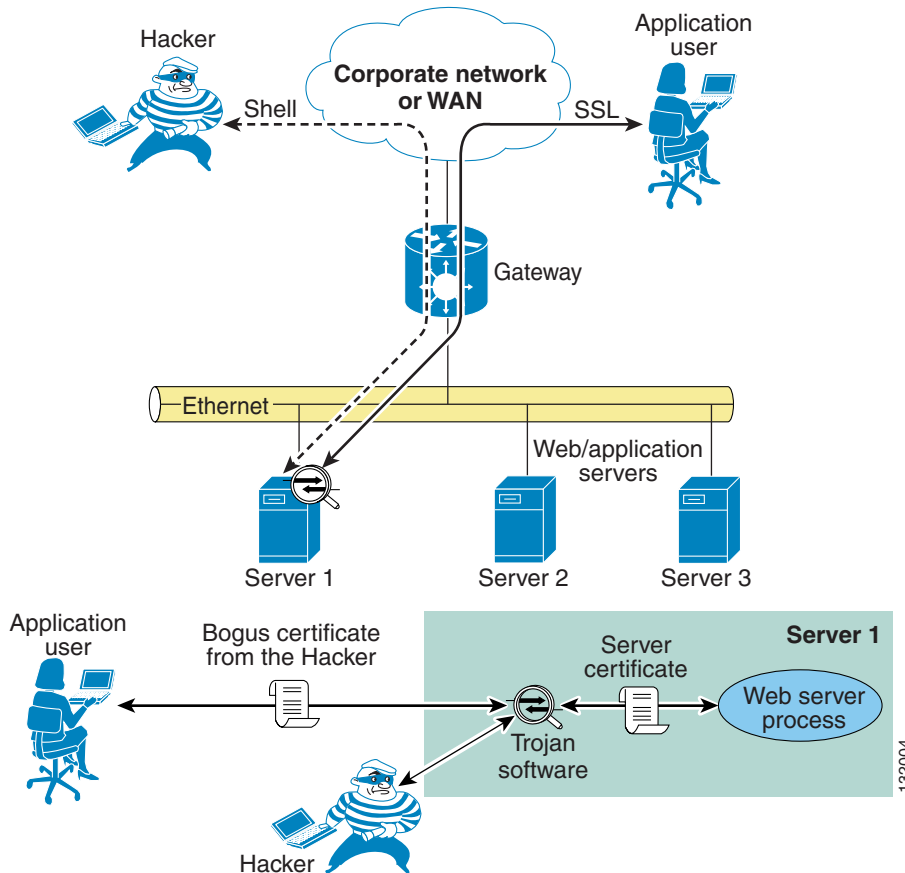 Hacker
Application
user
Corporate network
or WAN
Shell
SSL
Gateway
Ethernet
Web/application
servers
Server 1
Server 2
Server 3
Application
user
Bogus certificate
from the Hacker
Server 1
Server
certificate
Web server
process
Trojan
software
Hacker
132004